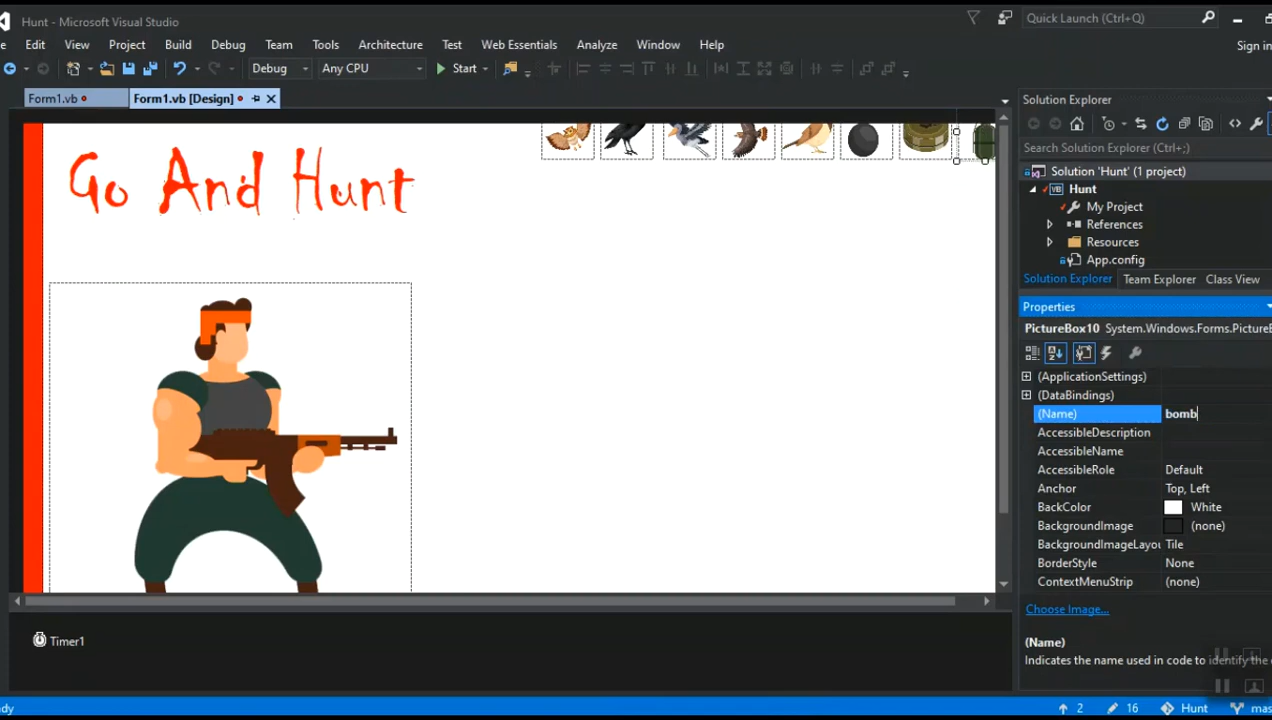 Hunt - Microsoft Visual Studio
Quick Launch (Ctrl+Q)
Edit View Project Build Debug Team Tools Architecture Test Web Essentials Analyze Window Help
Sign in
Debug Any CPU Start
Form1.vb Form1.vb [Design]
Solution Explorer
Search Solution Explorer (Ctrl+;)
Go And Hunt
Solution 'Hunt' (1 project)
Hunt
My Project
References
Resources
App.config
Solution Explorer Team Explorer Class View
Properties
PictureBox10 System.Windows.Forms.PictureB
(ApplicationSettings)
(DataBindings)
(Name) bomb
AccessibleDescription
AccessibleName
AccessibleRole Default
Anchor Top, Left
BackColor White
BackgroundImage (none)
BackgroundImageLayou Tile
BorderStyle None
ContextMenuStrip (none)
Choose Image...
Timer1
(Name)
Indicates the name used in code to identify the
2 16 Hunt mas